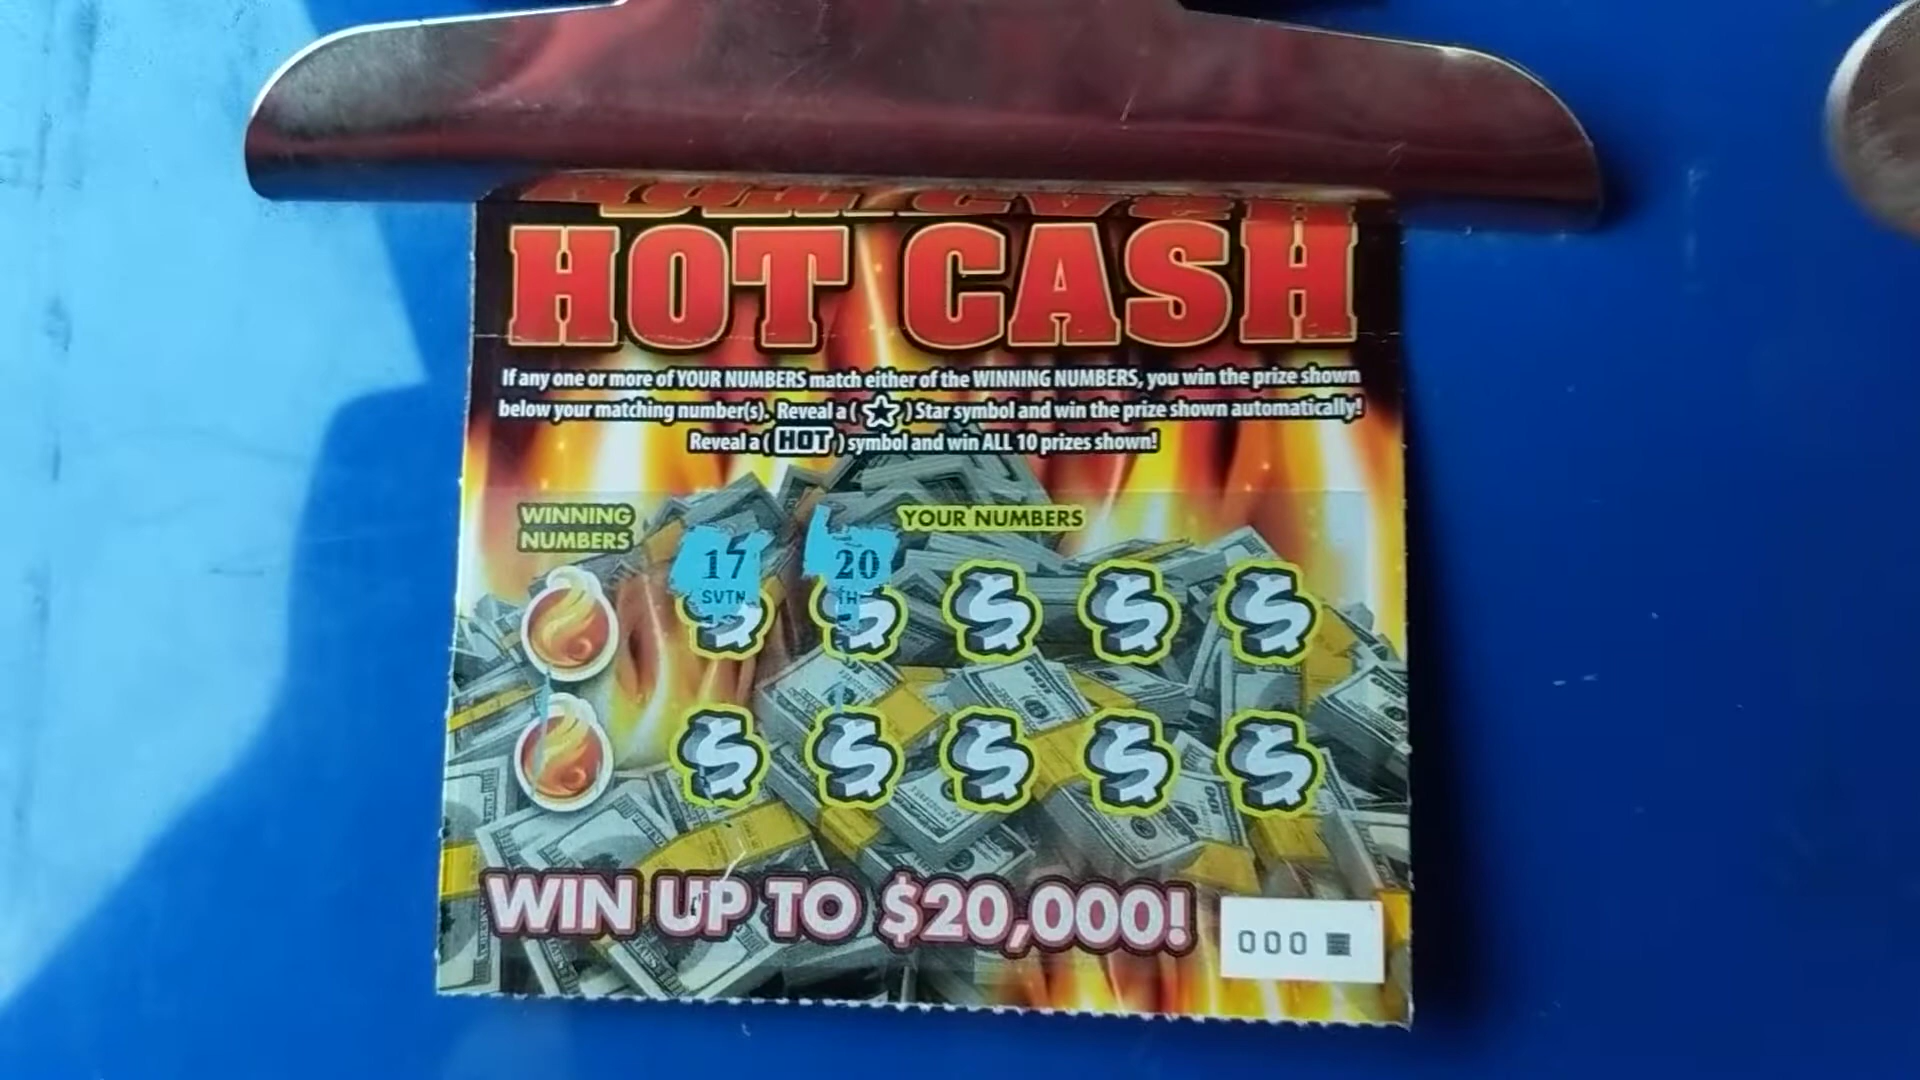 HOT CASH
If any one or more of YOUR NUMBERS match either of the WINNING NUMBERS, you win the prize shown
below your matching number(s). Reveal a ( ) Star symbol and win the prize shown automatically!
Reveal a ( HOT ) symbol and win ALL 10 prizes shown!
WINNING
NUMBERS
YOUR NUMBERS
17 20
SVTN TH
WIN UP TO $20,000!
000